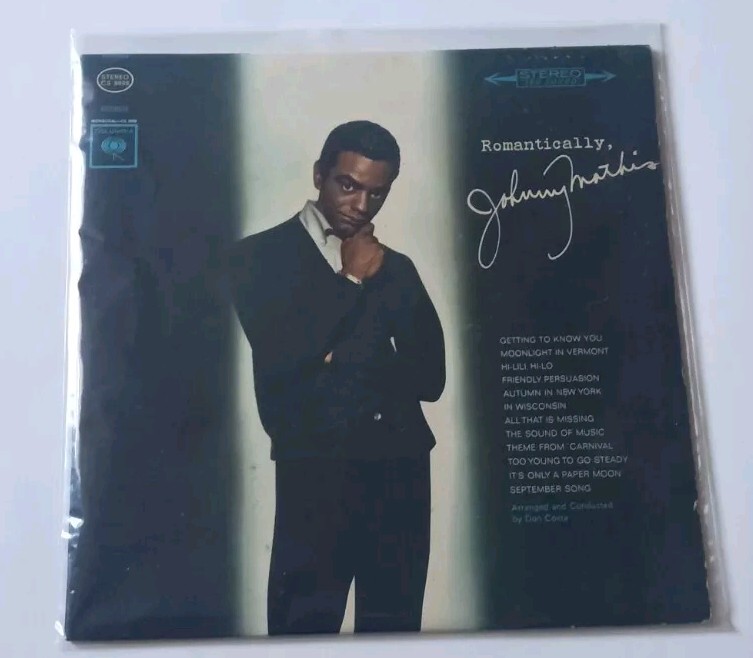 STEREO
COLUMBIA
STEREO
Romantically,
Johnny Mathis
GETTING TO KNOW YOU
MOONLIGHT IN VERMONT
HI-LILI, HI-LO
FRIENDLY PERSUASION
AUTUMN IN NEW YORK
IN WISCONSIN
ALL THAT IS MISSING
THE SOUND OF MUSIC
THEME FROM "CARNIVAL"
TOO YOUNG TO GO STEADY
IT'S ONLY A PAPER MOON
SEPTEMBER SONG
Arranged and Conducted
by Don Costa